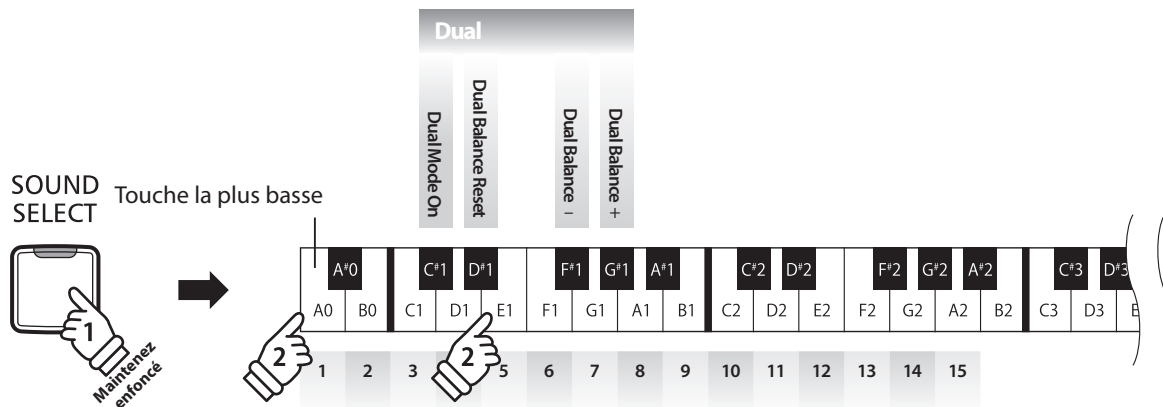 Dual
Dual Mode On
Dual Balance Reset
Dual Balance −
Dual Balance +
SOUND
SELECT
Touche la plus basse
1
Maintenez
enfoncé
A#0 C#1 D#1 F#1 G#1 A#1 C#2 D#2 F#2 G#2 A#2 C#3 D#3
A0 B0 C1 D1 E1 F1 G1 A1 B1 C2 D2 E2 F2 G2 A2 B2 C3 D3
2 2
1 2 3 5 6 7 8 9 10 11 12 13 14 15